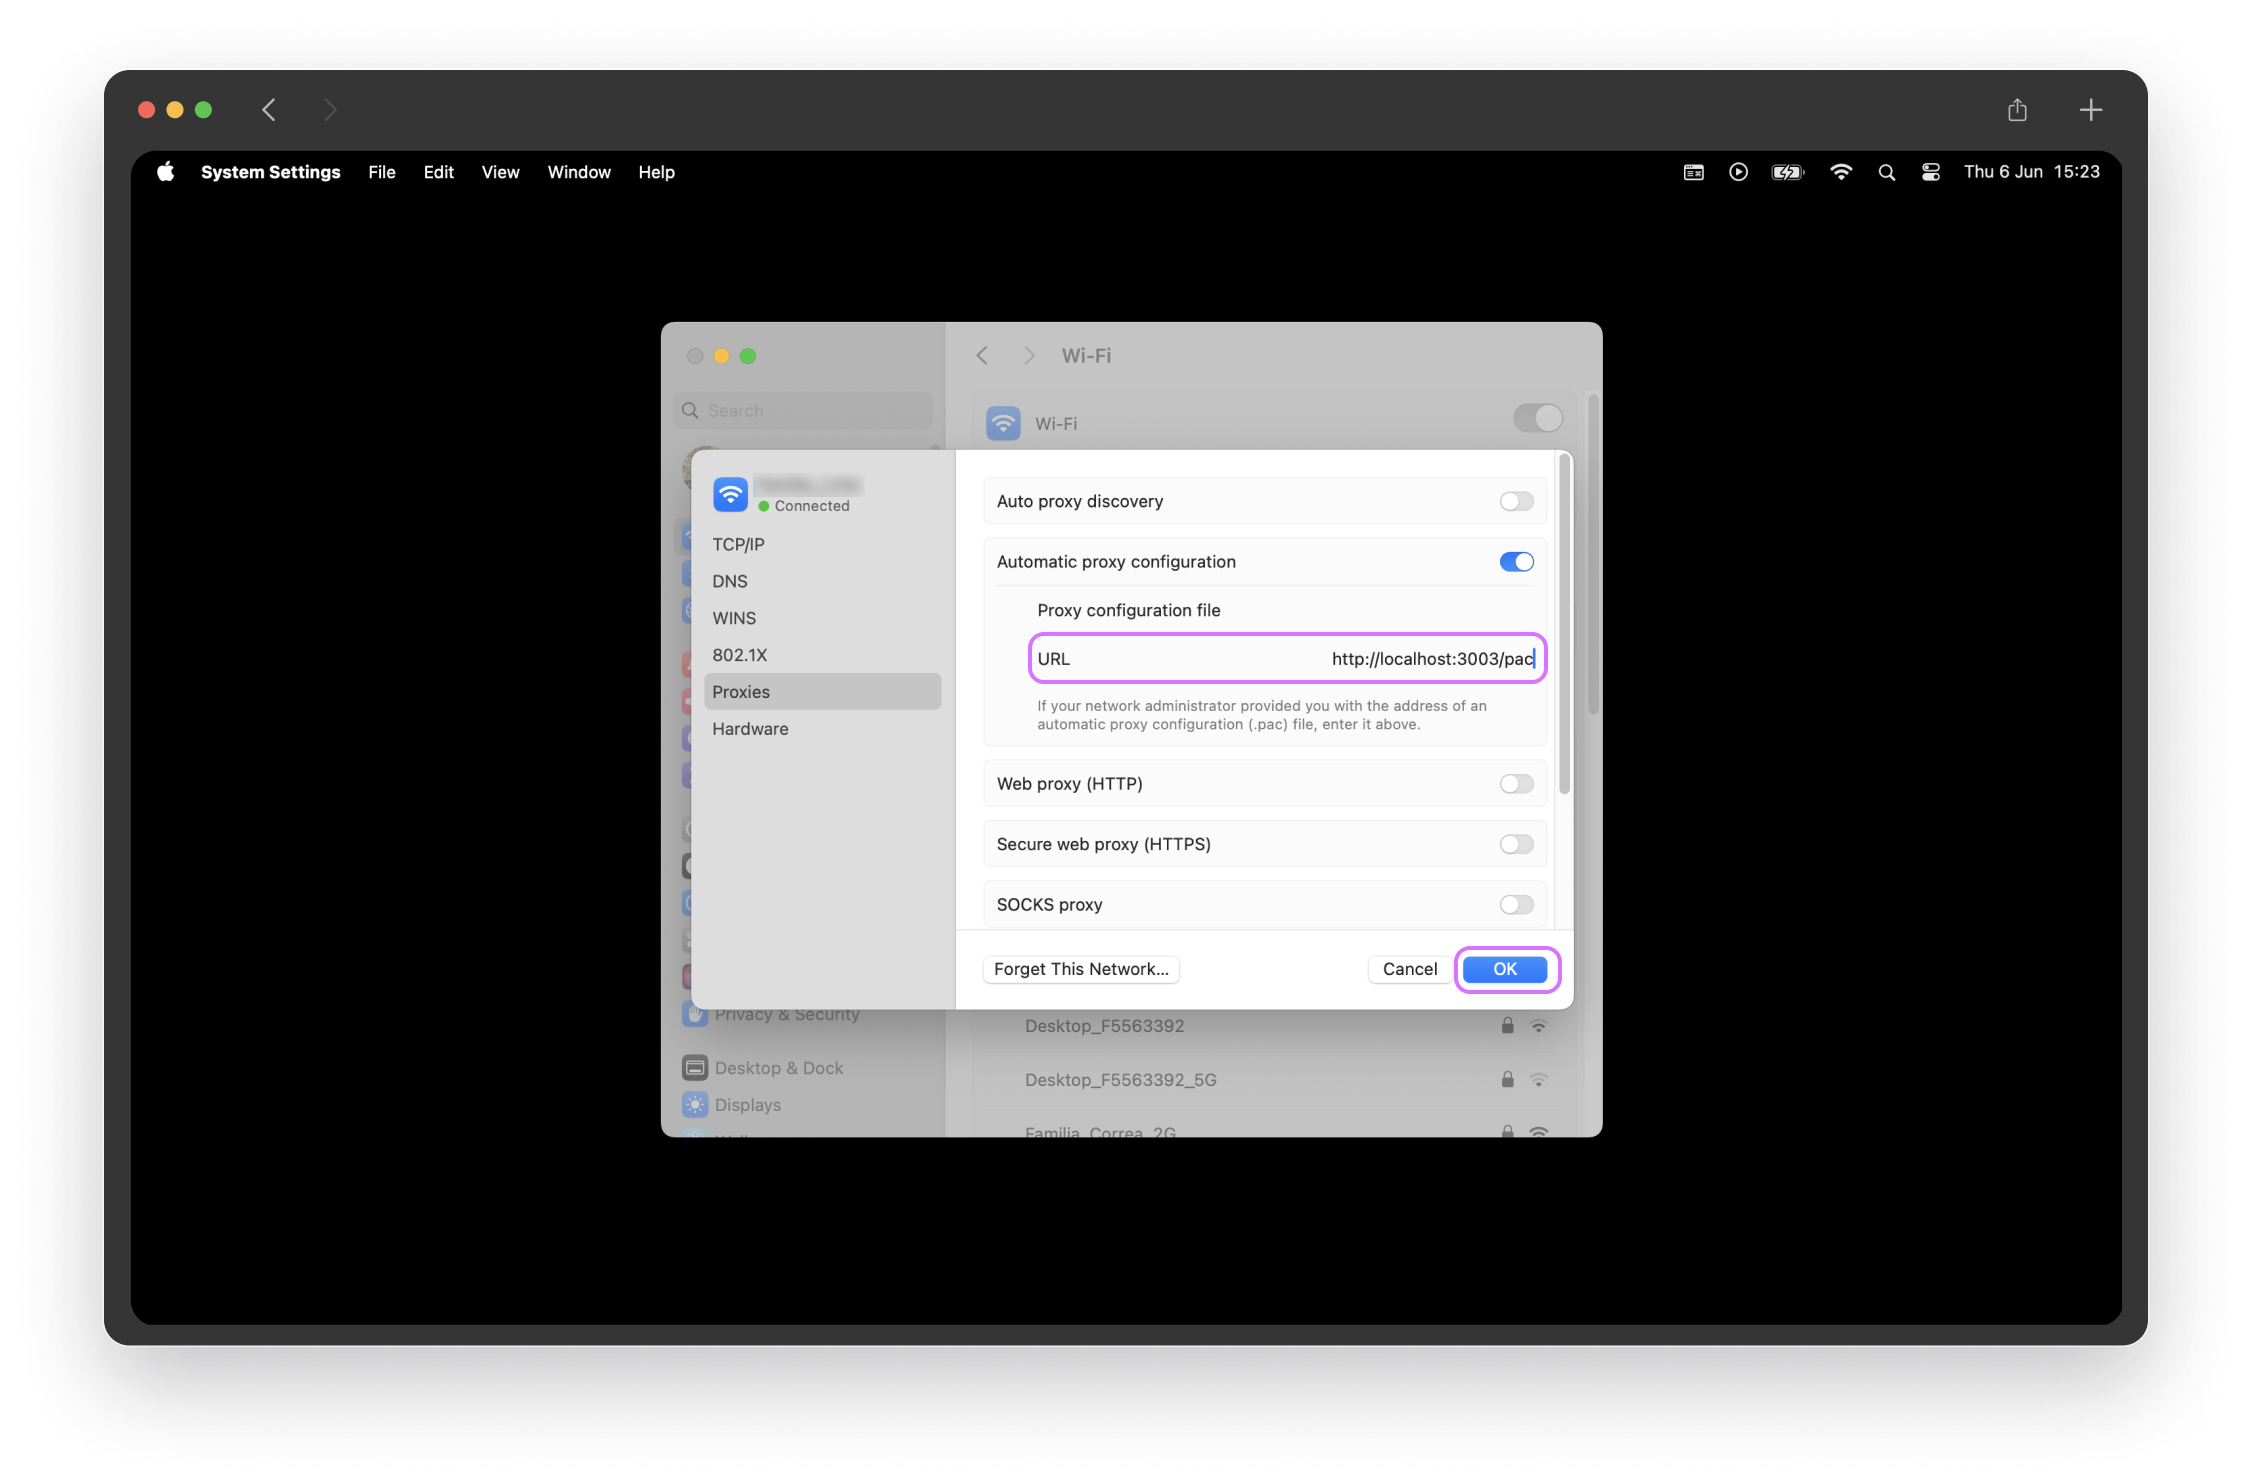 System Settings File Edit View Window Help Thu 6 Jun 15:23
Wi-Fi
Search
Wi-Fi
Connected
TCP/IP
DNS
WINS
802.1X
Proxies
Hardware
Auto proxy discovery
Automatic proxy configuration
Proxy configuration file
URL http://localhost:3003/pac
If your network administrator provided you with the address of an
automatic proxy configuration (.pac) file, enter it above.
Web proxy (HTTP)
Secure web proxy (HTTPS)
SOCKS proxy
Forget This Network... Cancel OK
Privacy & Security
Desktop & Dock
Displays
Desktop_F5563392
Desktop_F5563392_5G
Familia_Correa_2G